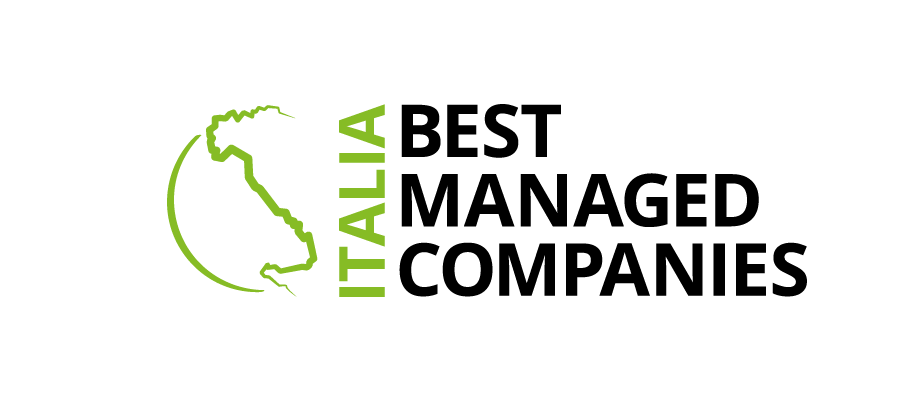 ITALIA
BEST
MANAGED
COMPANIES